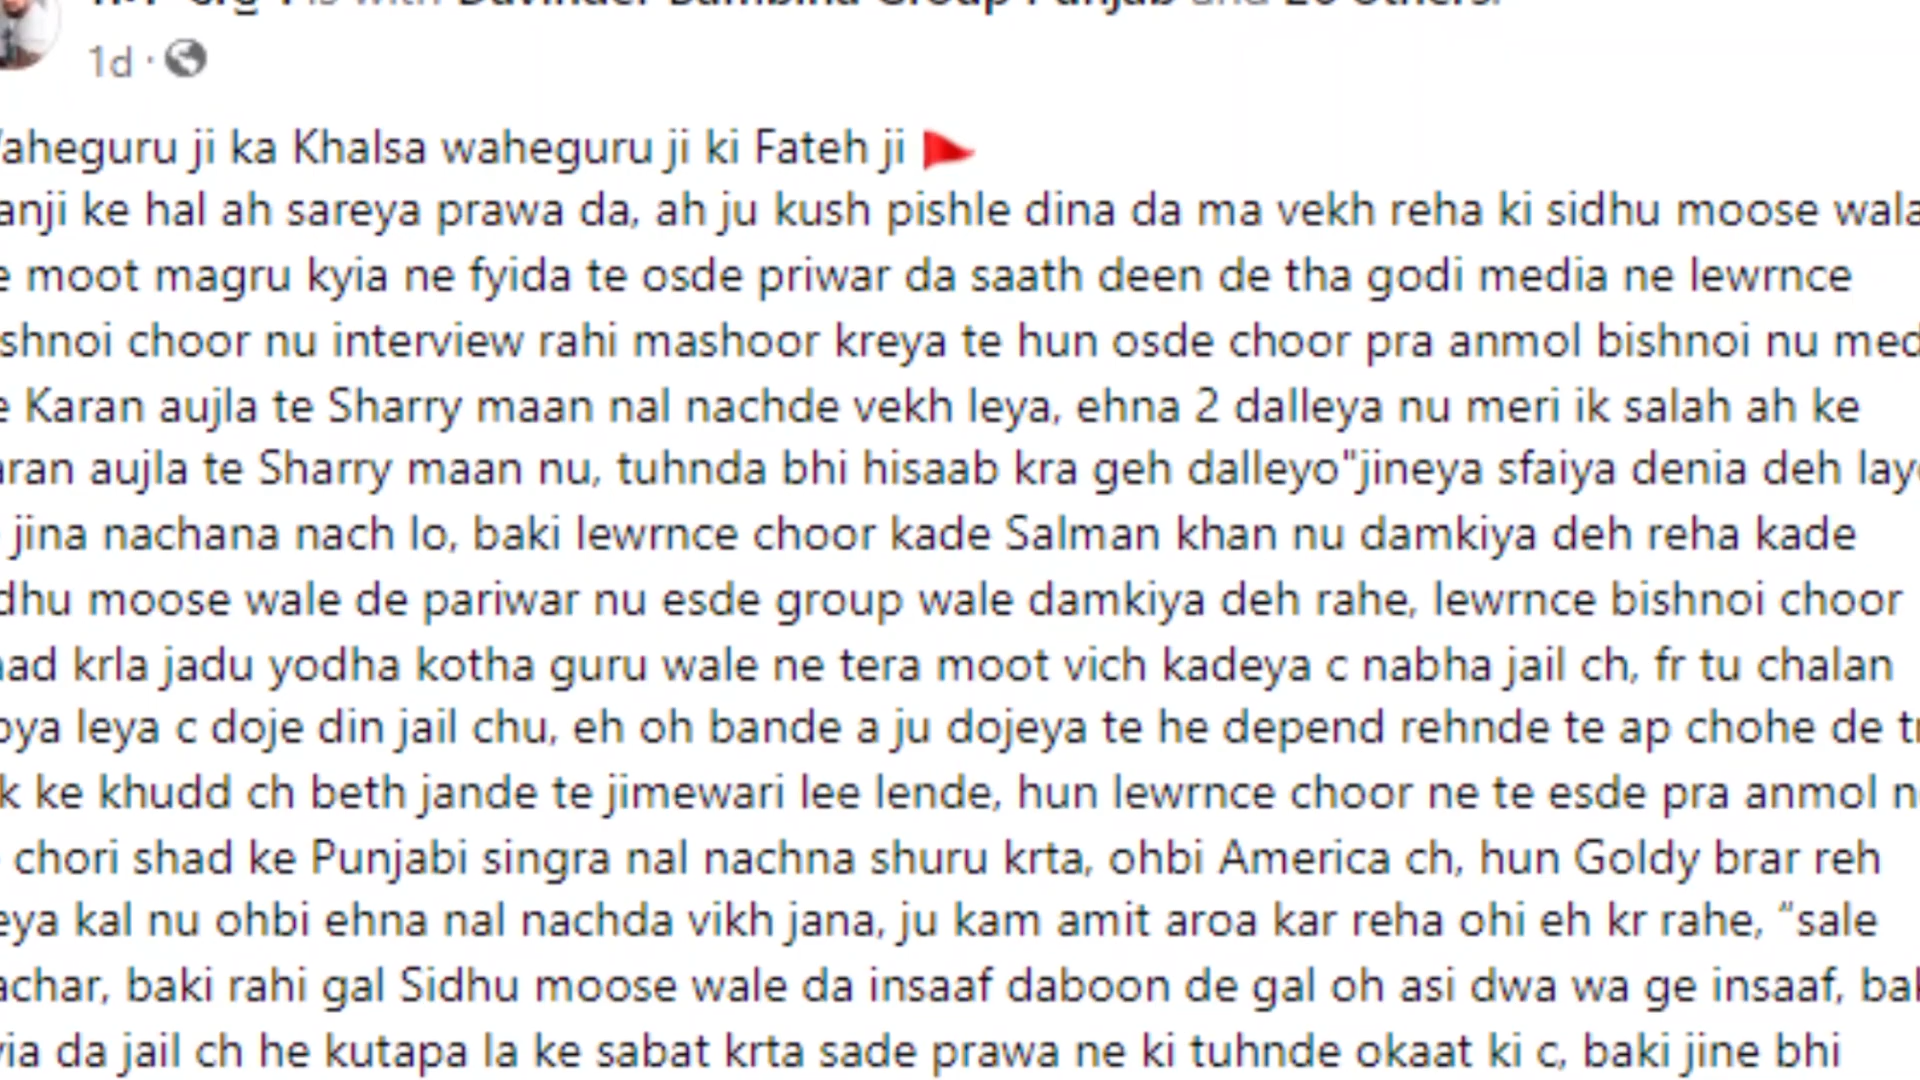 is with Davinder Bambiha Group Punjab and 20 others.
1d ·
aheguru ji ka Khalsa waheguru ji ki Fateh ji
anji ke hal ah sareya prawa da, ah ju kush pishle dina da ma vekh reha ki sidhu moose wala
e moot magru kyia ne fyida te osde priwar da saath deen de tha godi media ne lewrnce
shnoi choor nu interview rahi mashoor kreya te hun osde choor pra anmol bishnoi nu med
e Karan aujla te Sharry maan nal nachde vekh leya, ehna 2 dalleya nu meri ik salah ah ke
aran aujla te Sharry maan nu, tuhnda bhi hisaab kra geh dalleyo"jineya sfaiya denia deh lay
jina nachana nach lo, baki lewrnce choor kade Salman khan nu damkiya deh reha kade
dhu moose wale de pariwar nu esde group wale damkiya deh rahe, lewrnce bishnoi choor
ad krla jadu yodha kotha guru wale ne tera moot vich kadeya c nabha jail ch, fr tu chalan
ya leya c doje din jail chu, eh oh bande a ju dojeya te he depend rehnde te ap chohe de
k ke khudd ch beth jande te jimewari lee lende, hun lewrnce choor ne te esde pra anmol n
chori shad ke Punjabi singra nal nachna shuru krta, ohbi America ch, hun Goldy brar reh
eya kal nu ohbi ehna nal nachda vikh jana, ju kam amit aroa kar reha ohi eh kr rahe, “sale
achar, baki rahi gal Sidhu moose wale da insaaf daboon de gal oh asi dwa wa ge insaaf, bak
ia da jail ch he kutapa la ke sabat krta sade prawa ne ki tuhnde okaat ki c, baki jine bhi